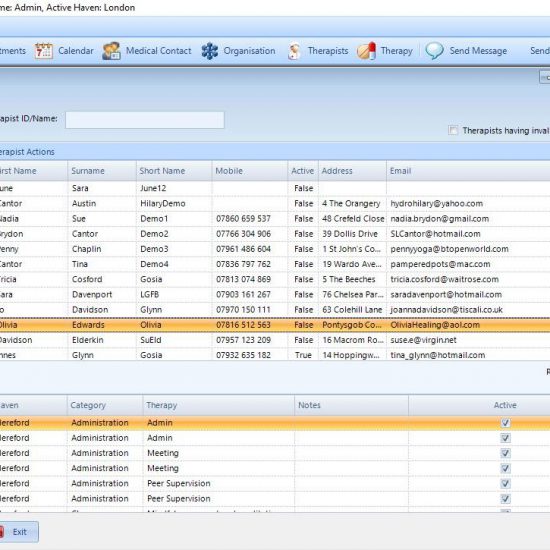 me: Admin, Active Haven: London
tments Calendar Medical Contact Organisation Therapists Therapy Send Message Send
apist ID/Name:
Therapists having inval
erapist Actions
irst Name Surname Short Name Mobile Active Address Email
une Sara June12 False
Cantor Austin HilaryDemo False 4 The Orangery hydrohilary@yahoo.com
Nadia Sue Demo1 07860 659 537 False 48 Crefeld Close nadia.brydon@gmail.com
Brydon Cantor Demo2 07766 304 906 False 39 Dollis Drive SLCantor@hotmail.com
Penny Chaplin Demo3 07961 486 604 False 1 St John's Co... pennyyoga@btopenworld.com
Cantor Tina Demo4 07836 797 762 False 19 Wardo Ave... pamperedpots@mac.com
Tricia Cosford Gosia 07813 074 869 False 5 The Beeches tricia.cosford@waitrose.com
Sara Davenport LGFB 07903 161 267 False 76 Chelsea Par... saradavenport@hotmail.com
o Davidson Glynn 07970 150 111 False 63 Colehill Lane joannadavidson@tiscali.co.uk
Olivia Edwards Olivia 07816 512 563 False Pontysgob Co... OliviaHealing@aol.com
Davidson Elderkin SuEld 07957 123 209 False 16 Macrom Ro... suse.e@virgin.net
nnes Glynn Gosia 07932 635 182 True 14 Hoppingw... tina_glynn@hotmail.com
aven Category Therapy Notes Active
ereford Administration Admin
ereford Administration Admin
ereford Administration Meeting
ereford Administration Meeting
ereford Administration Peer Supervision
ereford Administration Peer Supervision
Exit